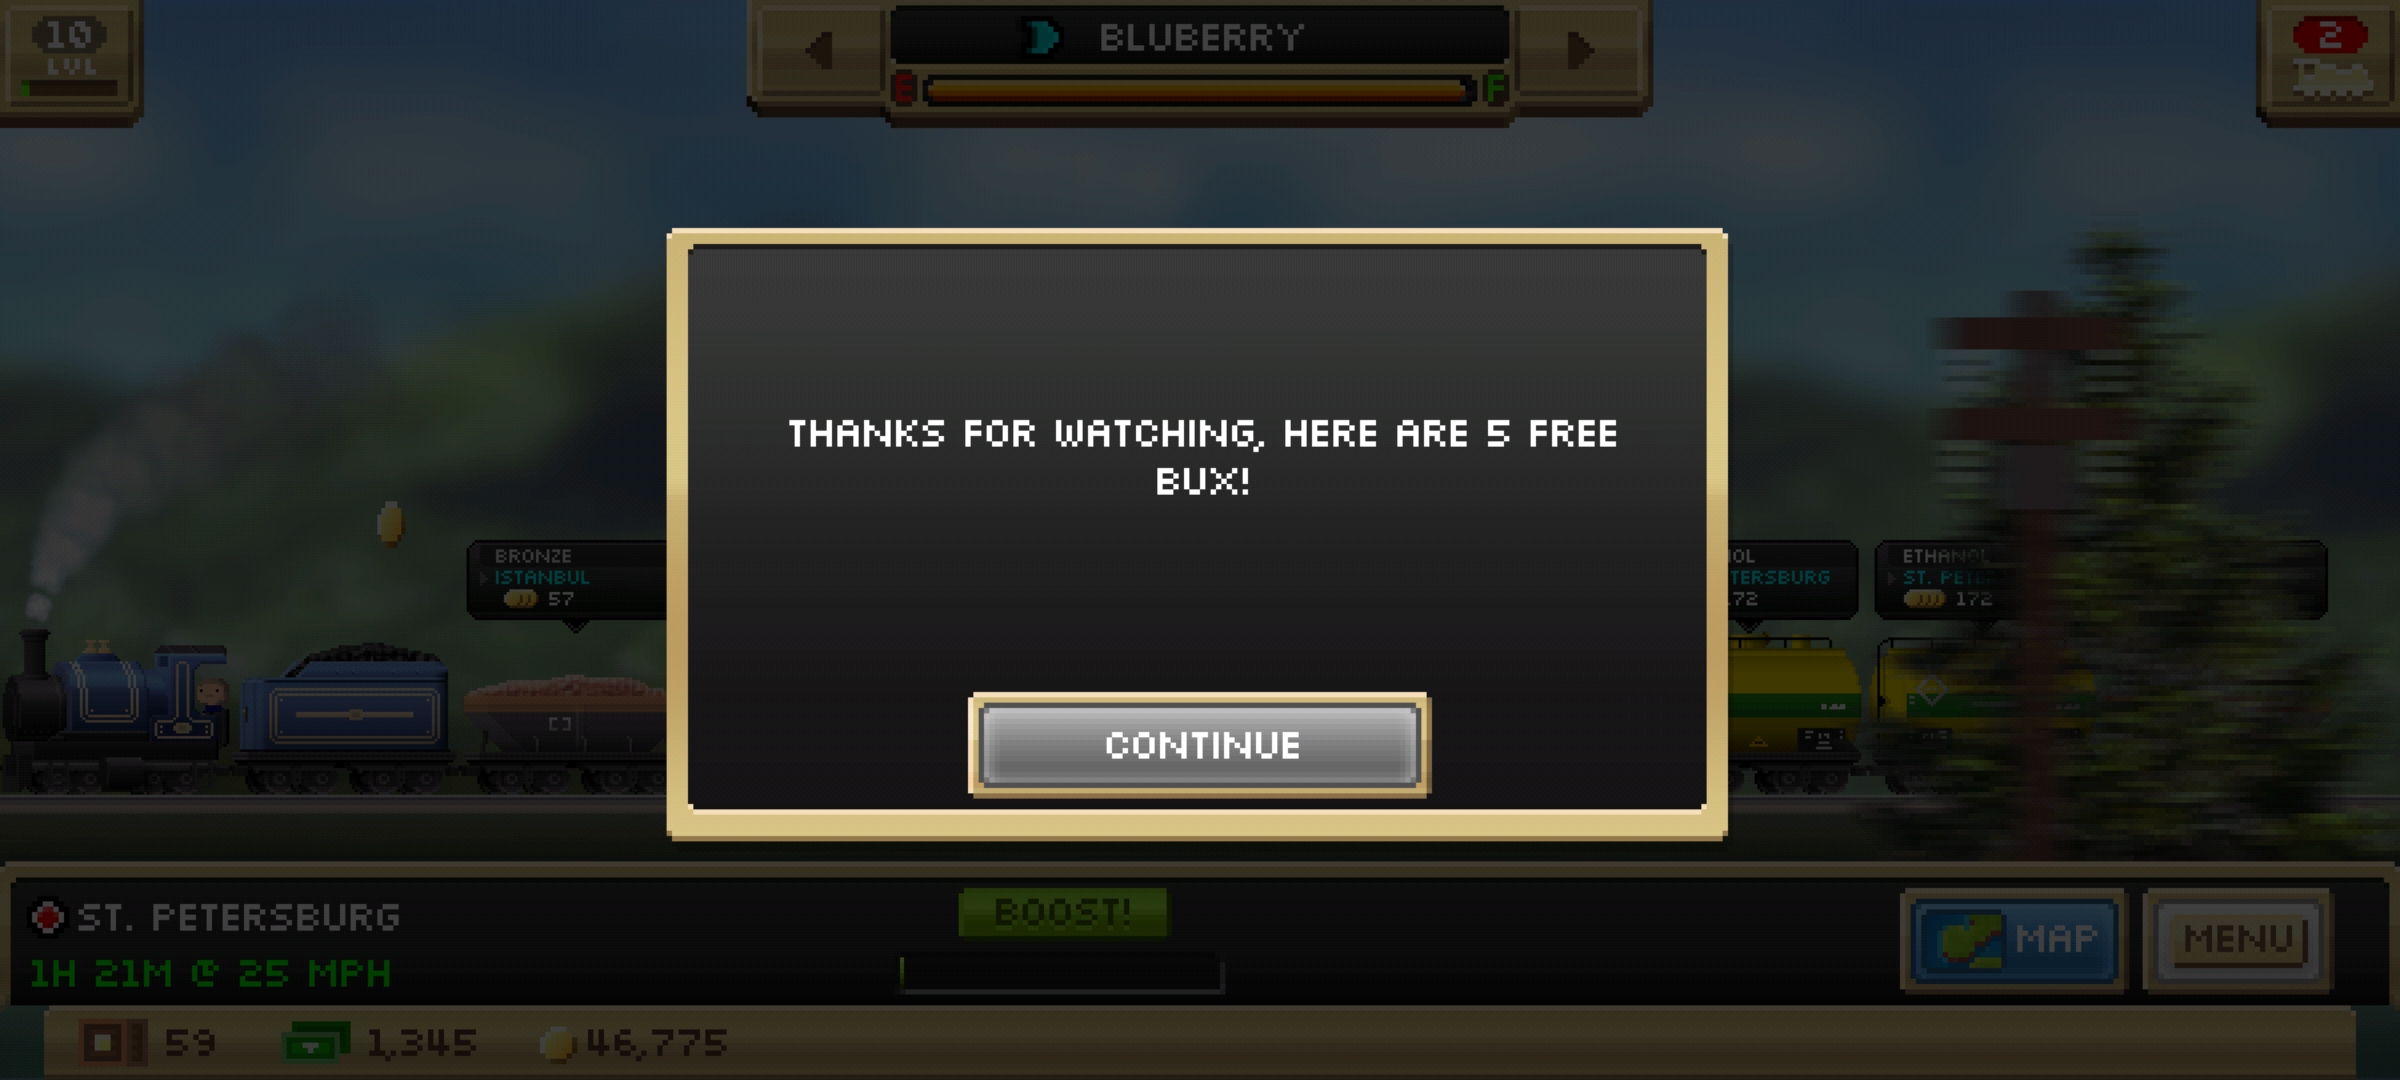 10
LVL
BLUBERRY
E F
2
THANKS FOR WATCHING, HERE ARE 5 FREE
BUX!
BRONZE
ISTANBUL
57
ETHANOL
172
CONTINUE
ST. PETERSBURG
1H 21M @ 25 MPH
BOOST!
MAP
MENU
59
1,345
46,775